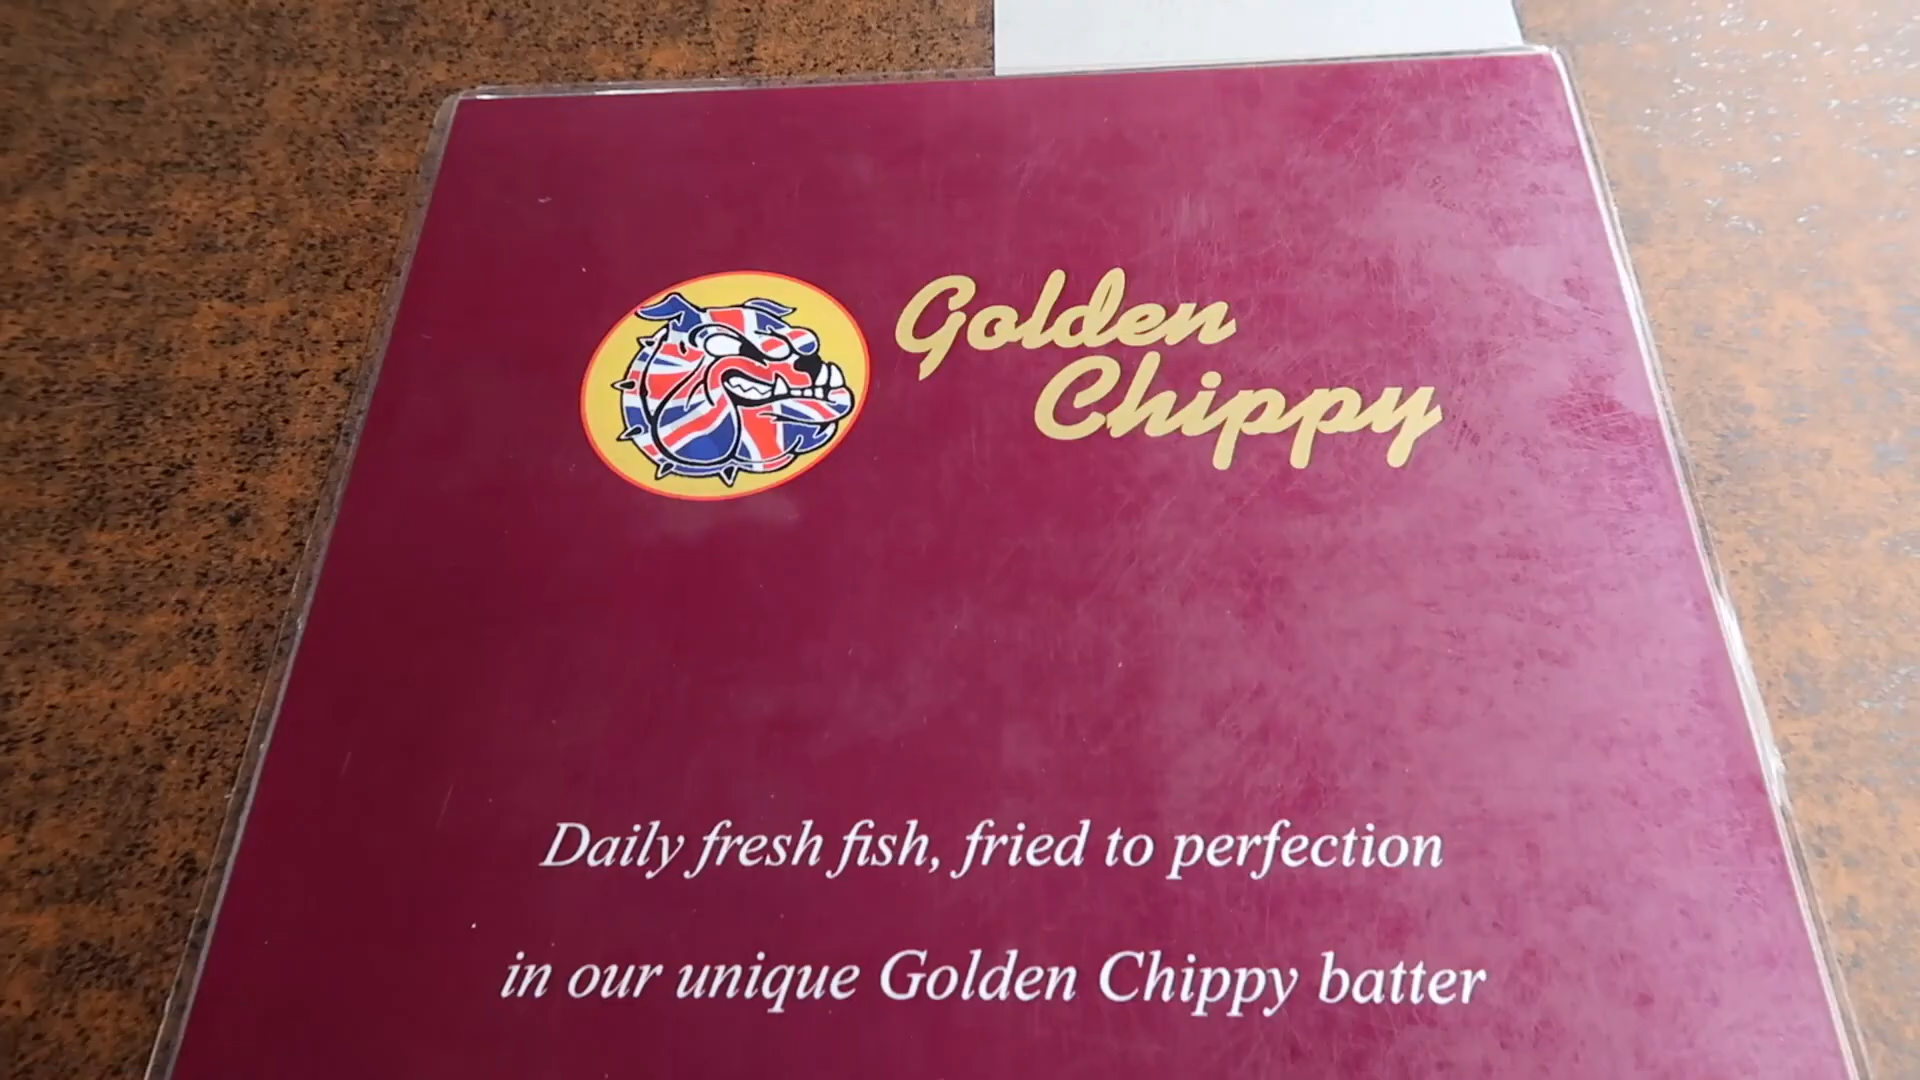 Golden
Chippy
Daily fresh fish, fried to perfection
in our unique Golden Chippy batter